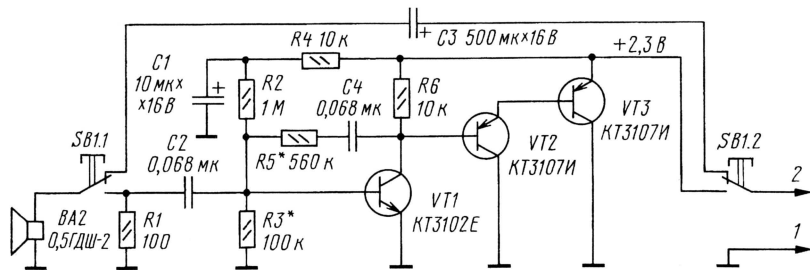 C3 500 мк×16 В
+
R4 10 к
+2,3 В
C1
10 мк×
×16 В
+
R2
1 М
C4
0,068 мк
R6
10 к
VT3
КТ3107И
SB1.1
C2
0,068 мк
R5* 560 к
VT2
КТ3107И
SB1.2
2
BA2
0,5ГДШ-2
R1
100
R3*
100 к
VT1
КТ3102Е
1